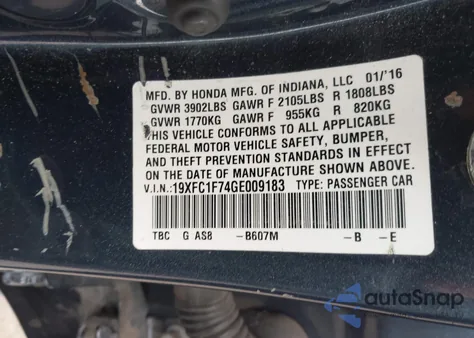 MFD. BY HONDA MFG. OF INDIANA, LLC 01/'16
GVWR 3902LBS GAWR F 2105LBS R 1808LBS
GVWR 1770KG GAWR F 955KG R 820KG
THIS VEHICLE CONFORMS TO ALL APPLICABLE
FEDERAL MOTOR VEHICLE SAFETY, BUMPER,
AND THEFT PREVENTION STANDARDS IN EFFECT
ON THE DATE OF MANUFACTURE SHOWN ABOVE.
V.I.N.: 19XFC1F74GE009183 TYPE: PASSENGER CAR
TBC G AS8 -B607M -B -E
autoSnap